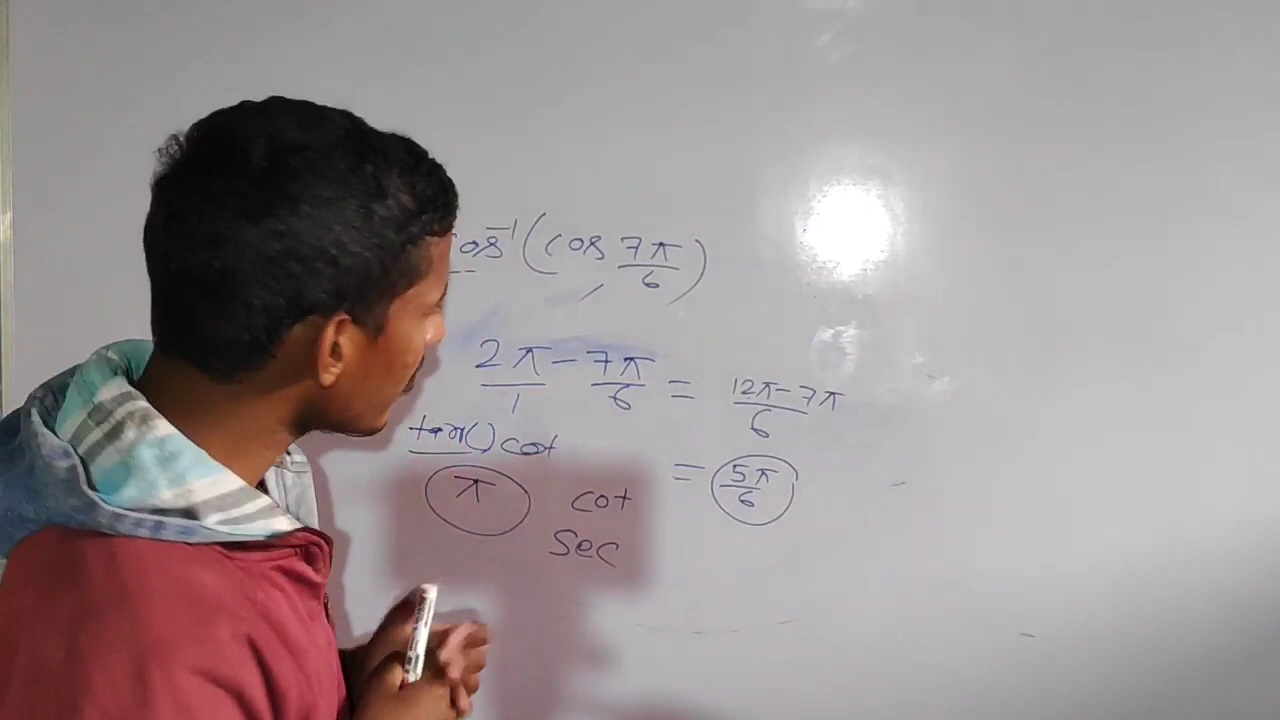 cos⁻¹(cos 7π/6)
2π/1 - 7π/6 = 12π-7π/6
tan() cot
= 5π/6
π cot
sec